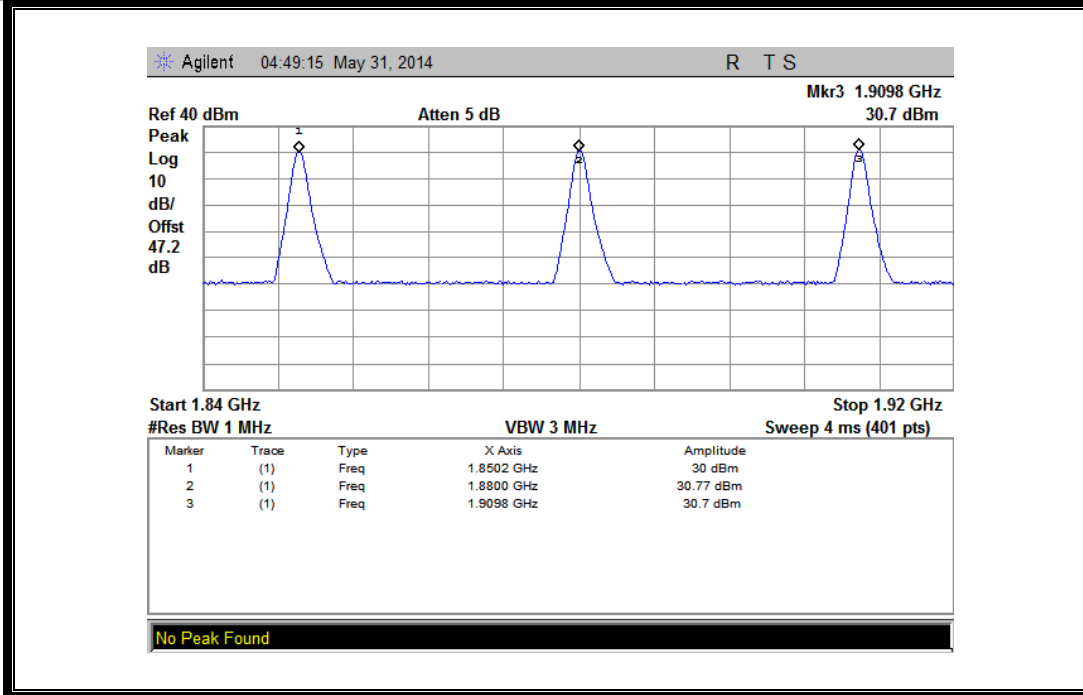 Agilent 04:49:15 May 31, 2014 R T S
Mkr3 1.9098 GHz
Ref 40 dBm Atten 5 dB 30.7 dBm
Peak
Log
10
dB/
Offst
47.2
dB
1
2
3
Start 1.84 GHz Stop 1.92 GHz
#Res BW 1 MHz VBW 3 MHz Sweep 4 ms (401 pts)
Marker Trace Type X Axis Amplitude
1 (1) Freq 1.8502 GHz 30 dBm
2 (1) Freq 1.8800 GHz 30.77 dBm
3 (1) Freq 1.9098 GHz 30.7 dBm
No Peak Found